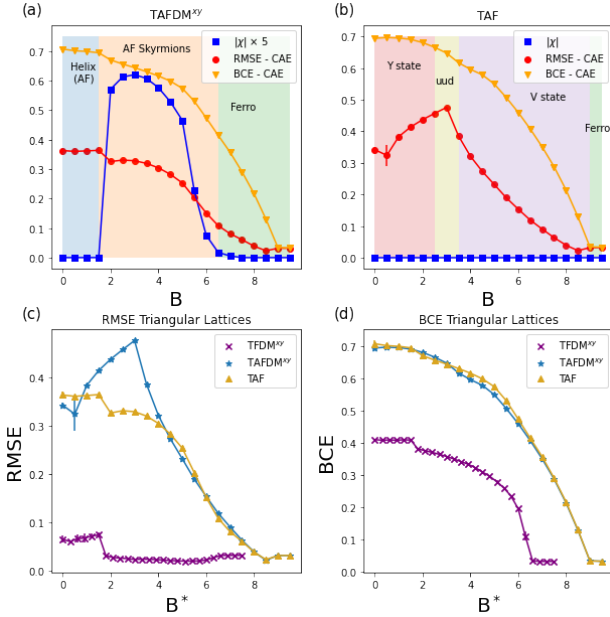 (a)
TAFDM^xy
Helix
(AF)
AF Skyrmions
Ferro
|χ| × 5
RMSE - CAE
BCE - CAE
0.7
0.6
0.5
0.4
0.3
0.2
0.1
0.0
0 2 4 6 8
B
(b)
TAF
Y state
uud
V state
Ferro
|χ|
RMSE - CAE
BCE - CAE
0.7
0.6
0.5
0.4
0.3
0.2
0.1
0.0
0 2 4 6 8
B
(c)
RMSE Triangular Lattices
TFDM^xy
TAFDM^xy
TAF
RMSE
0.4
0.3
0.2
0.1
0.0
0 2 4 6 8
B*
(d)
BCE Triangular Lattices
TFDM^xy
TAFDM^xy
TAF
BCE
0.7
0.6
0.5
0.4
0.3
0.2
0.1
0.0
0 2 4 6 8
B*